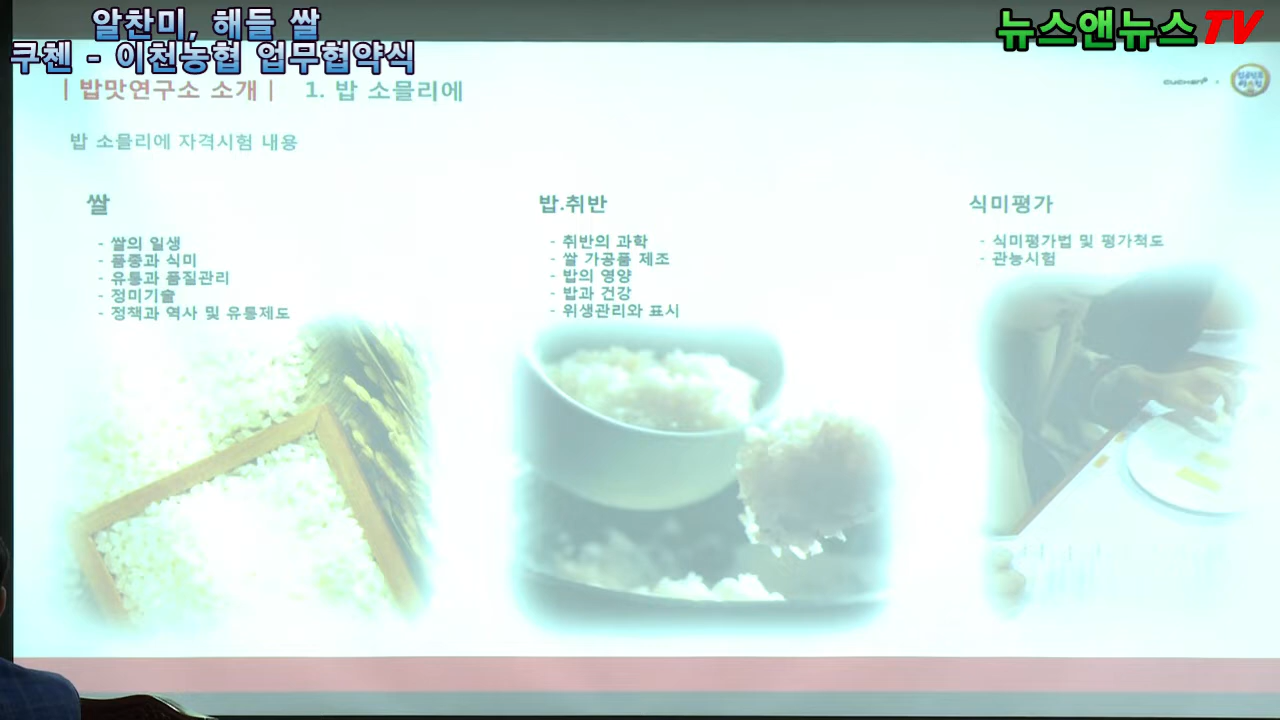 알찬미, 해들 쌀
쿠첸 - 이천농협 업무협약식
뉴스앤뉴스TV
| 밥맛연구소 소개 | 1. 밥 소믈리에
CUCHEN
밥 소믈리에 자격시험 내용
쌀
- 쌀의 일생
- 품종과 식미
- 유통과 품질관리
- 정미기술
- 정책과 역사 및 유통제도
밥.취반
- 취반의 과학
- 쌀 가공품 제조
- 밥의 영양
- 밥과 건강
- 위생관리와 표시
식미평가
- 식미평가법 및 평가척도
- 관능시험